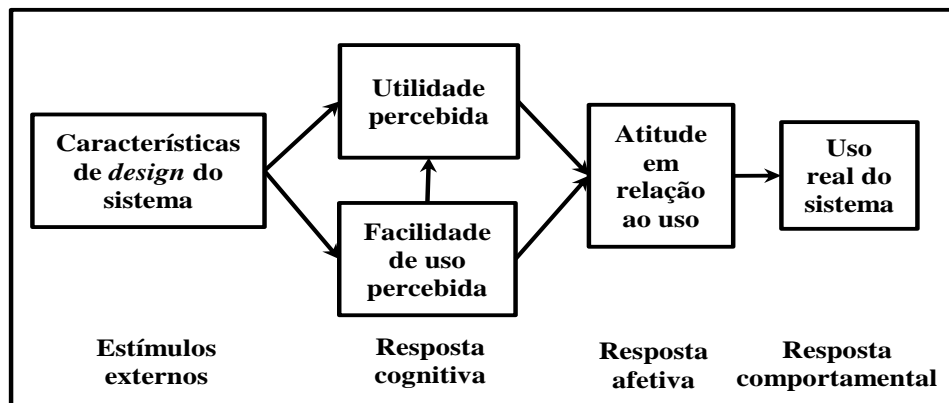 Características
de design do
sistema
Utilidade
percebida
Facilidade
de uso
percebida
Atitude
em
relação
ao uso
Uso
real do
sistema
Estímulos
externos
Resposta
cognitiva
Resposta
afetiva
Resposta
comportamental